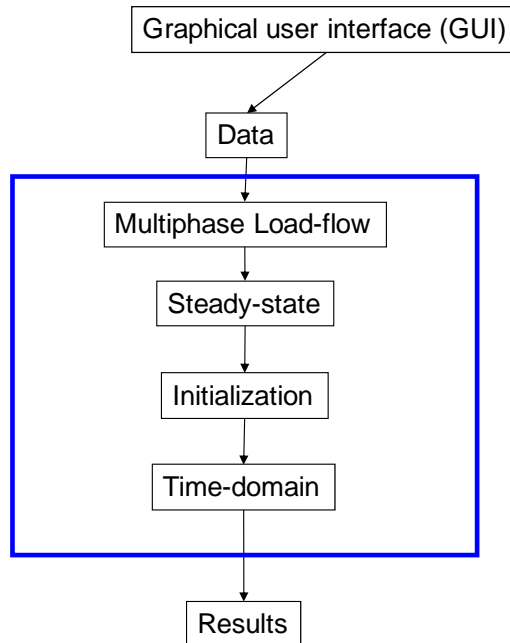 Graphical user interface (GUI)
Data
Multiphase Load-flow
Steady-state
Initialization
Time-domain
Results